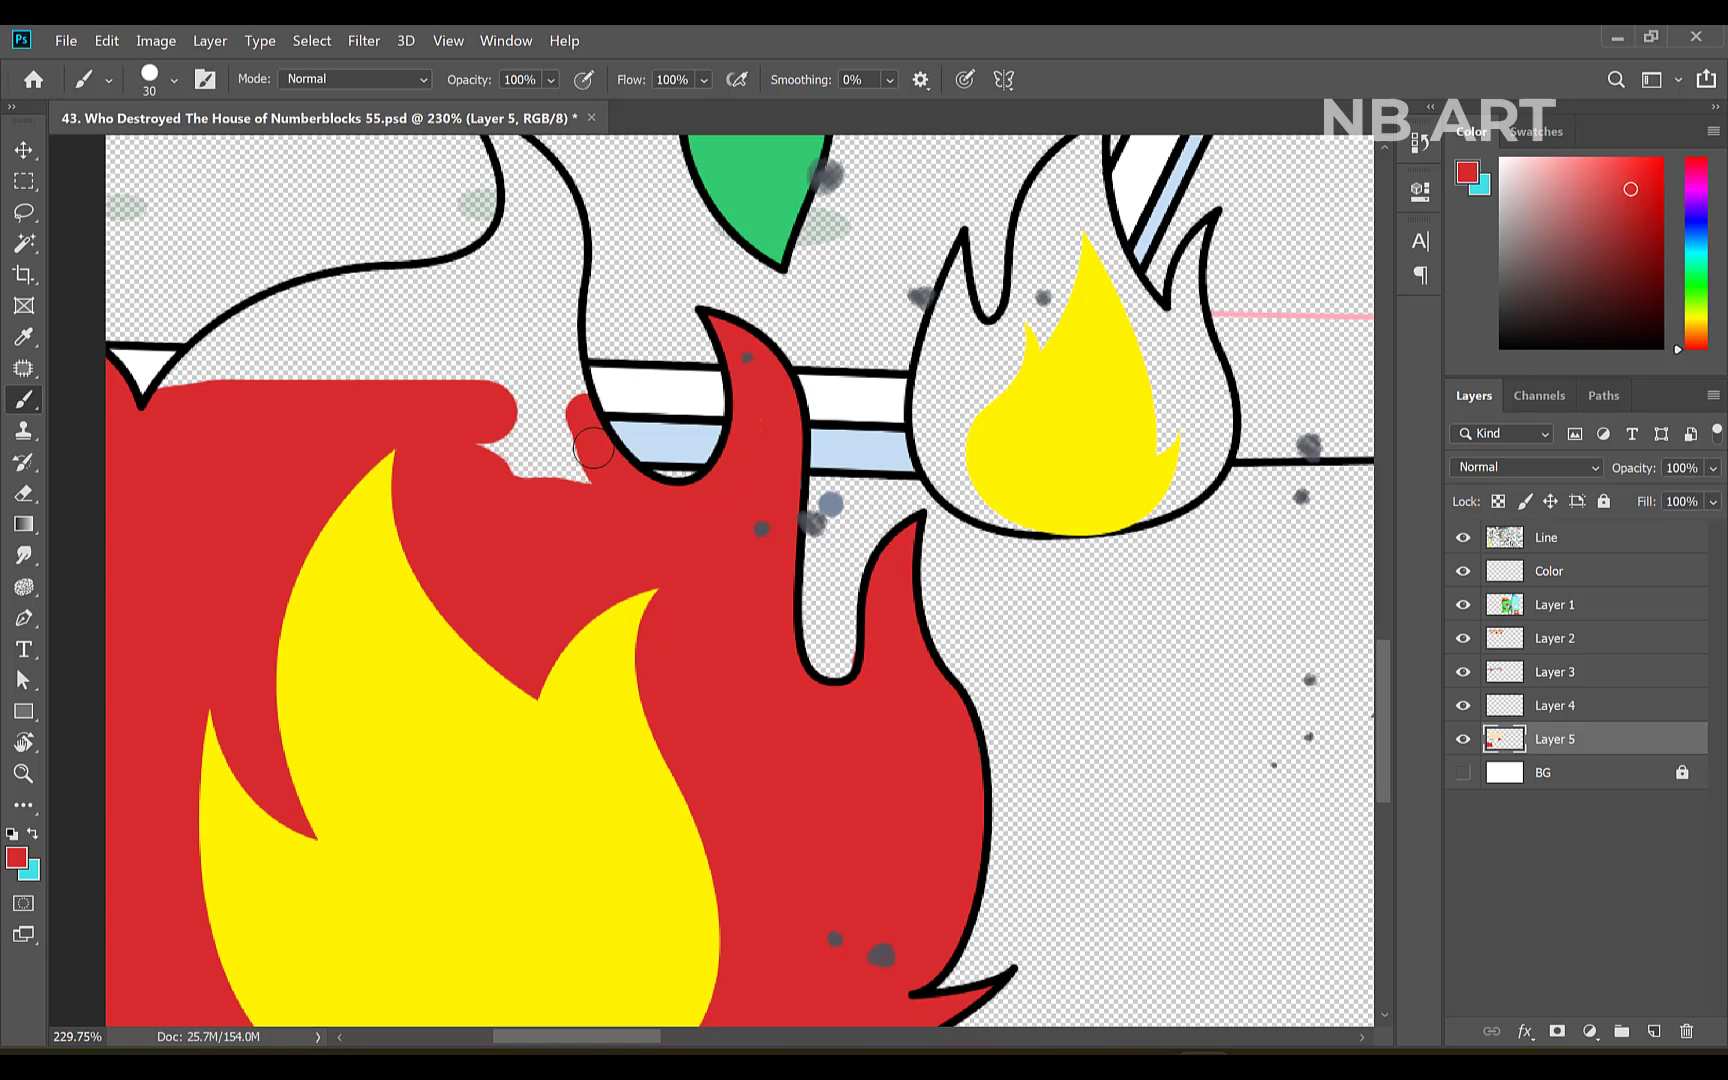 Ps File Edit Image Layer Type Select Filter 3D View Window Help
30 Mode: Normal Opacity: 100% Flow: 100% Smoothing: 0%
43. Who Destroyed The House of Numberblocks 55.psd @ 230% (Layer 5, RGB/8) *
NB ART
Color Swatches
Layers Channels Paths
Kind
Normal Opacity: 100%
Lock: Fill: 100%
Line
Color
Layer 1
Layer 2
Layer 3
Layer 4
Layer 5
BG
fx
229.75% Doc: 25.7M/154.0M